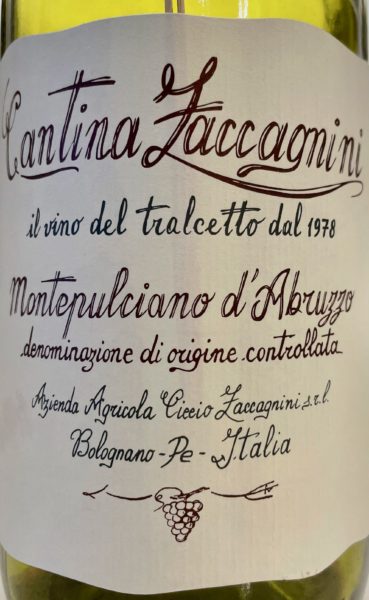 Cantina Zaccagnini
il vino del tralcetto dal 1978
Montepulciano d'Abruzzo
denominazione di origine controllata
Azienda Agricola Ciccio Zaccagnini s.r.l.
Bolognano - Pe - Italia